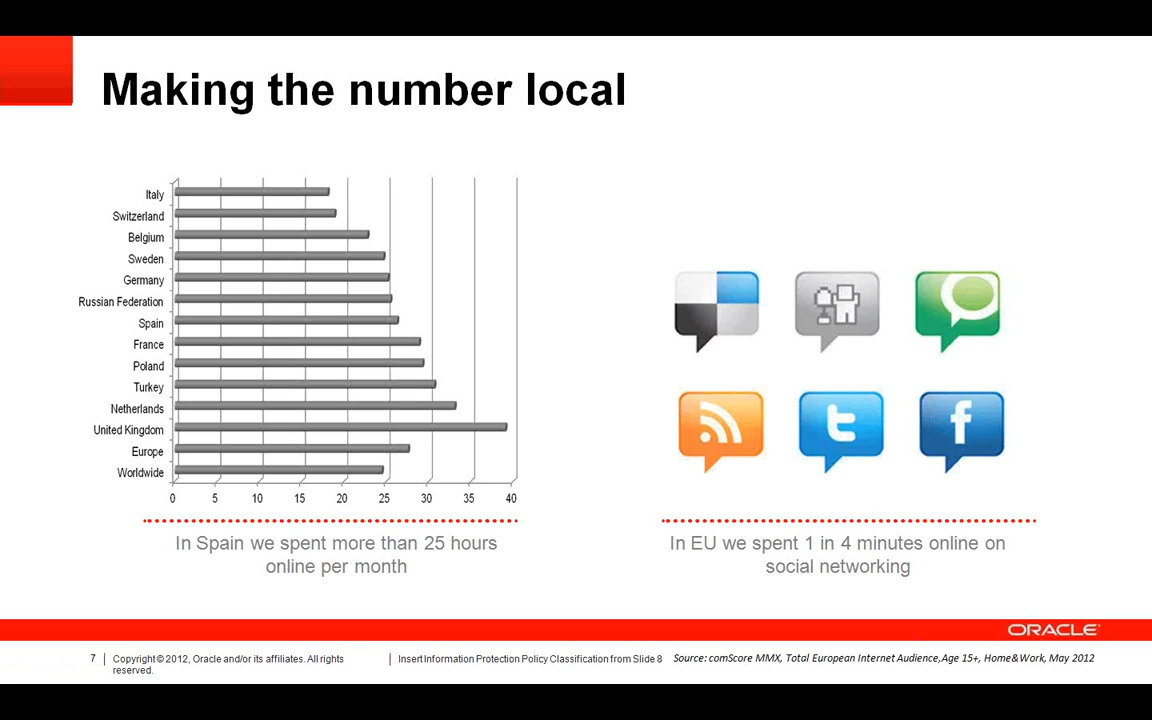 Making the number local
Italy
Switzerland
Belgium
Sweden
Germany
Russian Federation
Spain
France
Poland
Turkey
Netherlands
United Kingdom
Europe
Worldwide
0 5 10 15 20 25 30 35 40
In Spain we spent more than 25 hours
online per month
In EU we spent 1 in 4 minutes online on
social networking
ORACLE
7 Copyright © 2012, Oracle and/or its affiliates. All rights
reserved.
Insert Information Protection Policy Classification from Slide 8
Source: comScore MMX, Total European Internet Audience,Age 15+, Home&Work, May 2012